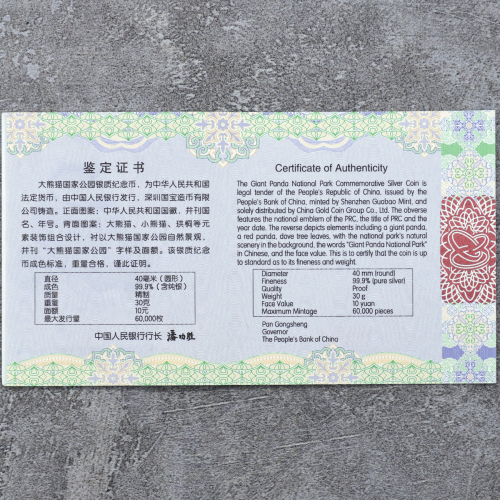 鉴定证书
大熊猫国家公园银质纪念币，为中华人民共和国
法定货币，由中国人民银行发行，深圳国宝造币有限
公司铸造。正面图案：中华人民共和国国徽，并刊国
名、年号。背面图案：大熊猫、小熊猫、珙桐等元
素装饰组合设计，衬以大熊猫国家公园自然景观，
并刊“大熊猫国家公园”字样及面额。该银质纪念
币成色标准，重量合格，谨此证明。
直径 40毫米（圆形）
成色 99.9%（含纯银）
质量 精制
重量 30克
面额 10元
最大发行量 60,000枚
中国人民银行行长 潘功胜
Certificate of Authenticity
The Giant Panda National Park Commemorative Silver Coin is
legal tender of the People's Republic of China, issued by the
People's Bank of China, minted by Shenzhen Guobao Mint, and
solely distributed by China Gold Coin Group Co., Ltd. The obverse
features the national emblem of the PRC, the title of PRC and the
year date. The reverse depicts elements including a giant panda,
a red panda, dove tree leaves, with the national park's natural
scenery in the background, the words "Giant Panda National Park"
in Chinese, and the face value. This is to certify that the coin is up
to standard as to its fineness and weight.
Diameter 40 mm (round)
Fineness 99.9% (pure silver)
Quality Proof
Weight 30 g
Face Value 10 yuan
Maximum Mintage 60,000 pieces
Pan Gongsheng
Governor
The People's Bank of China